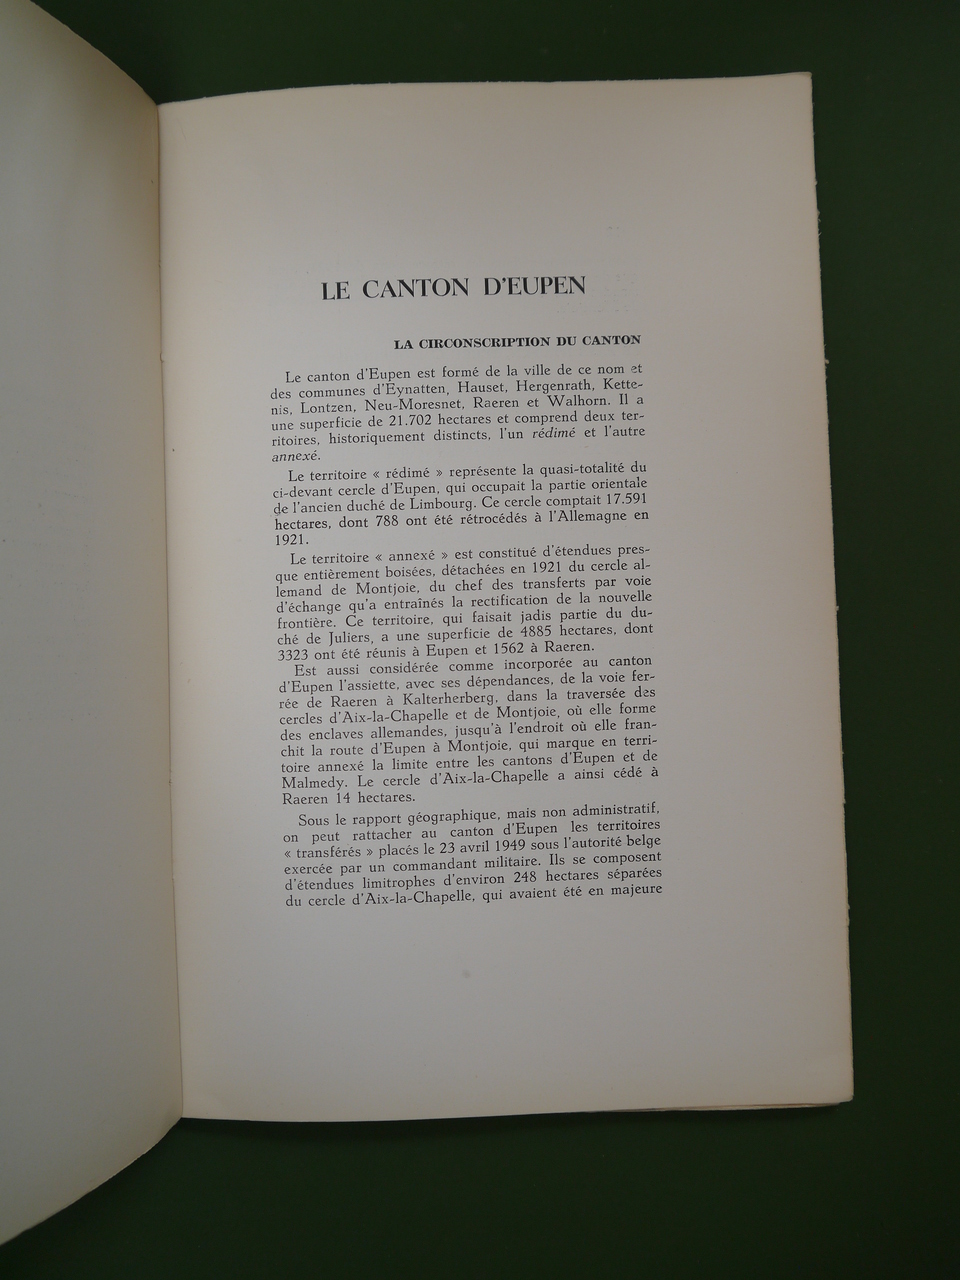 LE CANTON D'EUPEN
LA CIRCONSCRIPTION DU CANTON
Le canton d'Eupen est formé de la ville de ce nom et
des communes d'Eynatten, Hauset, Hergenrath, Kette-
nis, Lontzen, Neu-Moresnet, Raeren et Walhorn. Il a
une superficie de 21.702 hectares et comprend deux ter-
ritoires, historiquement distincts, l'un rédimé et l'autre
annexé.
Le territoire « rédimé » représente la quasi-totalité du
ci-devant cercle d'Eupen, qui occupait la partie orientale
de l'ancien duché de Limbourg. Ce cercle comptait 17.591
hectares, dont 788 ont été rétrocédés à l'Allemagne en
1921.
Le territoire « annexé » est constitué d'étendues pres-
que entièrement boisées, détachées en 1921 du cercle al-
lemand de Montjoie, du chef des transferts par voie
d'échange qu'a entraînés la rectification de la nouvelle
frontière. Ce territoire, qui faisait jadis partie du du-
ché de Juliers, a une superficie de 4885 hectares, dont
3323 ont été réunis à Eupen et 1562 à Raeren.
Est aussi considérée comme incorporée au canton
d'Eupen l'assiette, avec ses dépendances, de la voie fer-
rée de Raeren à Kalterherberg, dans la traversée des
cercles d'Aix-la-Chapelle et de Montjoie, où elle forme
des enclaves allemandes, jusqu'à l'endroit où elle fran-
chit la route d'Eupen à Montjoie, qui marque en terri-
toire annexé la limite entre les cantons d'Eupen et de
Malmedy. Le cercle d'Aix-la-Chapelle a ainsi cédé à
Raeren 14 hectares.
Sous le rapport géographique, mais non administratif,
on peut rattacher au canton d'Eupen les territoires
« transférés » placés le 23 avril 1949 sous l'autorité belge
exercée par un commandant militaire. Ils se composent
d'étendues limitrophes d'environ 248 hectares séparées
du cercle d'Aix-la-Chapelle, qui avaient été en majeure